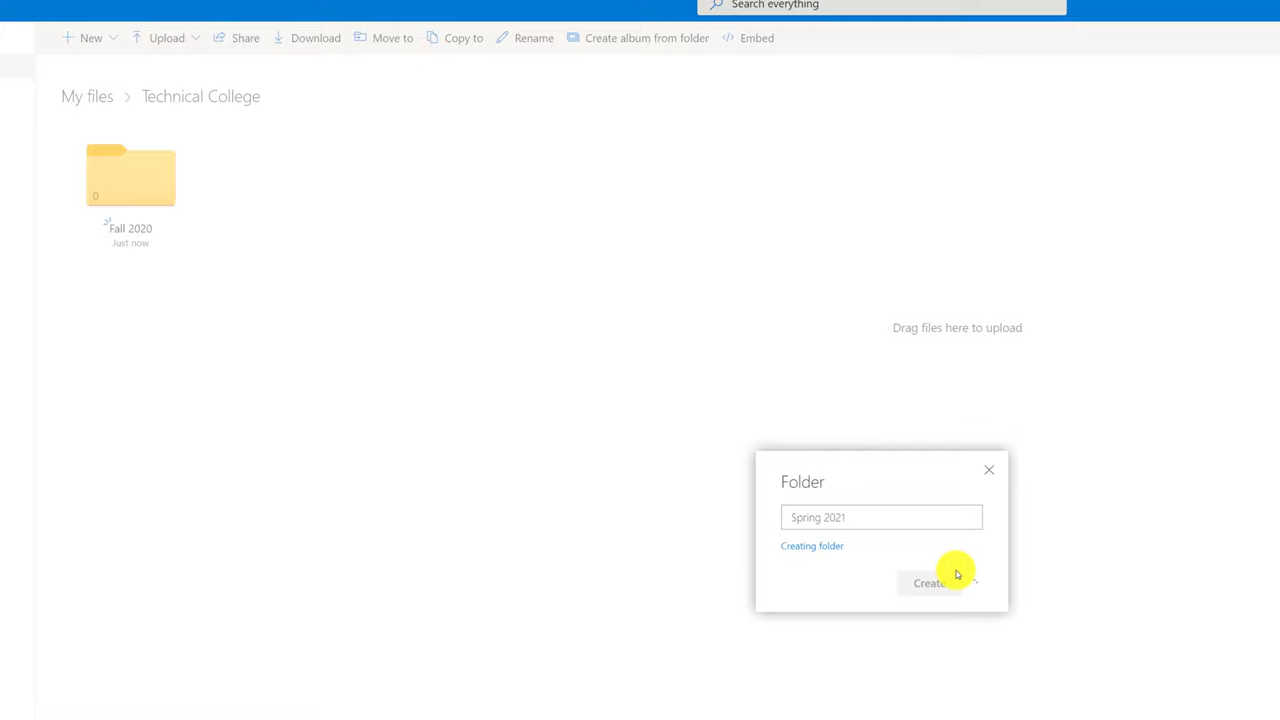 Search everything
New Upload Share Download Move to Copy to Rename Create album from folder Embed
My files > Technical College
0
Fall 2020
Just now
Drag files here to upload
Folder
Spring 2021
Creating folder
Create